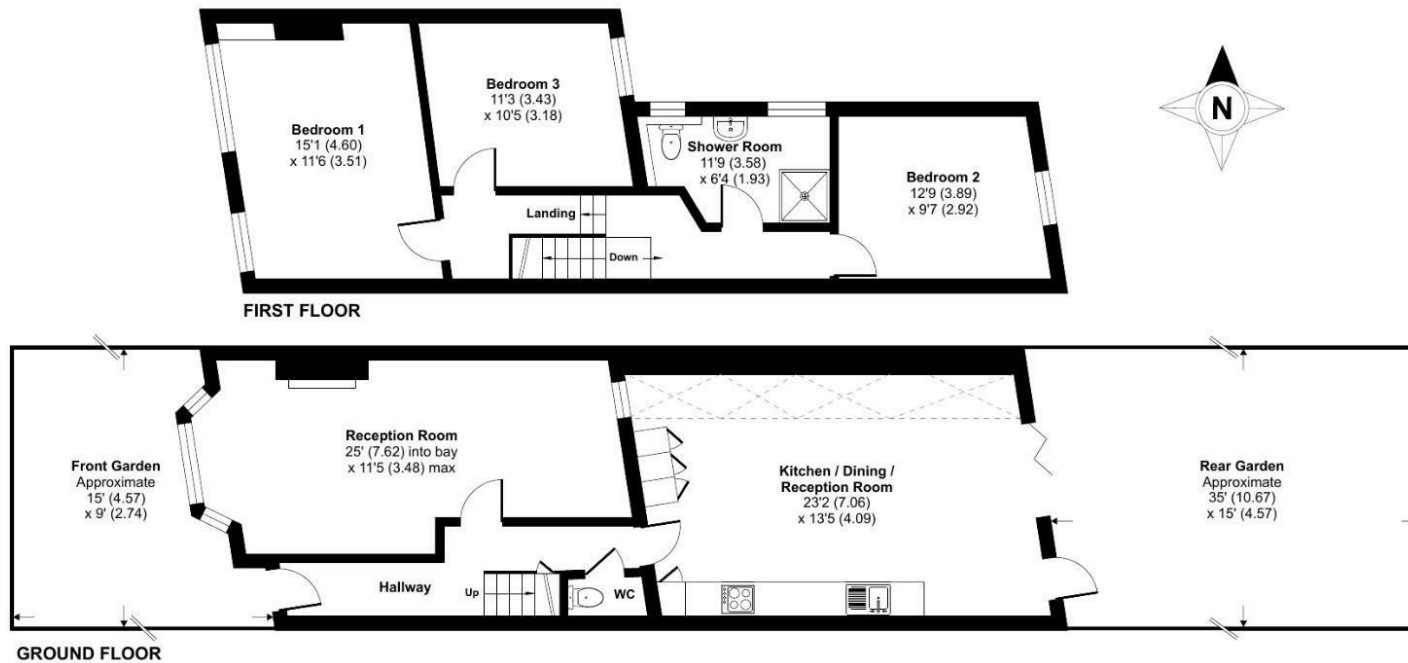 Bedroom 1
15'1 (4.60)
x 11'6 (3.51)
Bedroom 3
11'3 (3.43)
x 10'5 (3.18)
Shower Room
11'9 (3.58)
x 6'4 (1.93)
Bedroom 2
12'9 (3.89)
x 9'7 (2.92)
Landing
Down
N
FIRST FLOOR
Front Garden
Approximate
15' (4.57)
x 9' (2.74)
Reception Room
25' (7.62) into bay
x 11'5 (3.48) max
Kitchen / Dining /
Reception Room
23'2 (7.06)
x 13'5 (4.09)
Rear Garden
Approximate
35' (10.67)
x 15' (4.57)
Hallway
Up
WC
GROUND FLOOR